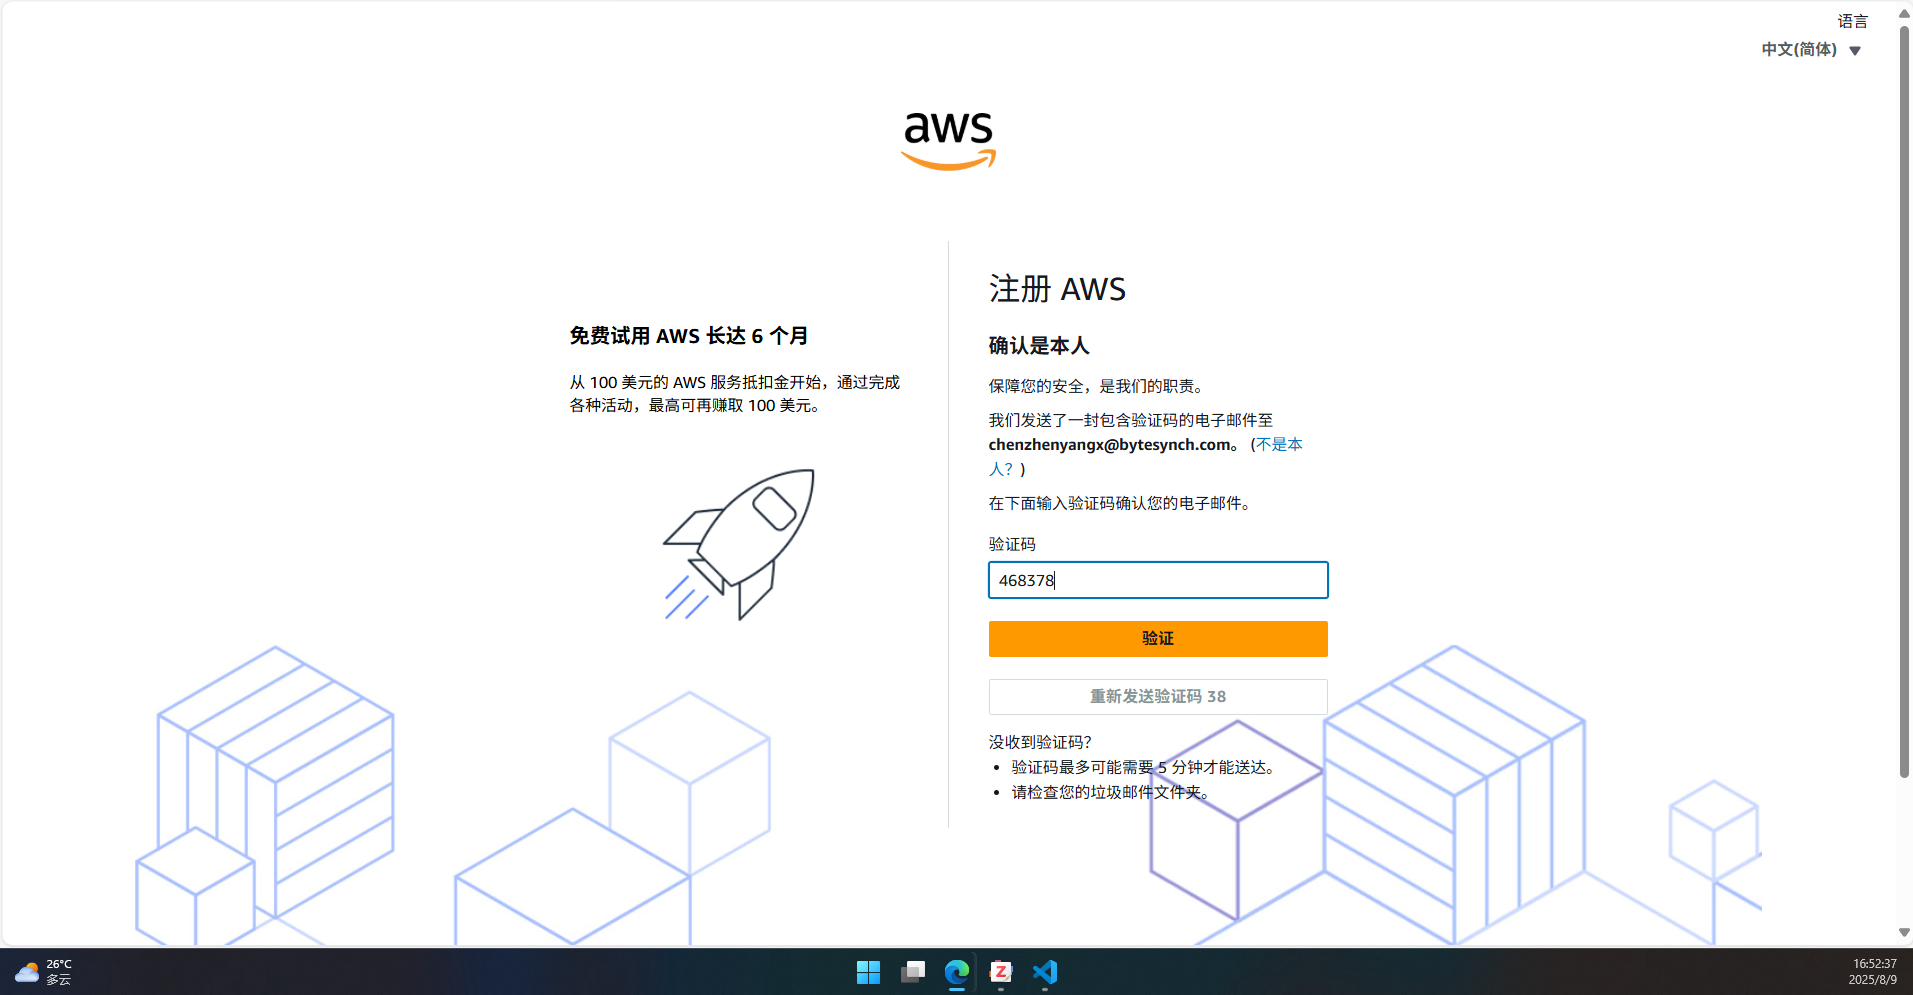 语言
中文(简体)
aws
免费试用 AWS 长达 6 个月
从 100 美元的 AWS 服务抵扣金开始，通过完成
各种活动，最高可再赚取 100 美元。
注册 AWS
确认是本人
保障您的安全，是我们的职责。
我们发送了一封包含验证码的电子邮件至
chenzhenyangx@bytesynch.com。 (不是本
人？)
在下面输入验证码确认您的电子邮件。
验证码
468378
验证
重新发送验证码 38
没收到验证码？
• 验证码最多可能需要 5 分钟才能送达。
• 请检查您的垃圾邮件文件夹。
26°C
多云
Z
16:52:37
2025/8/9